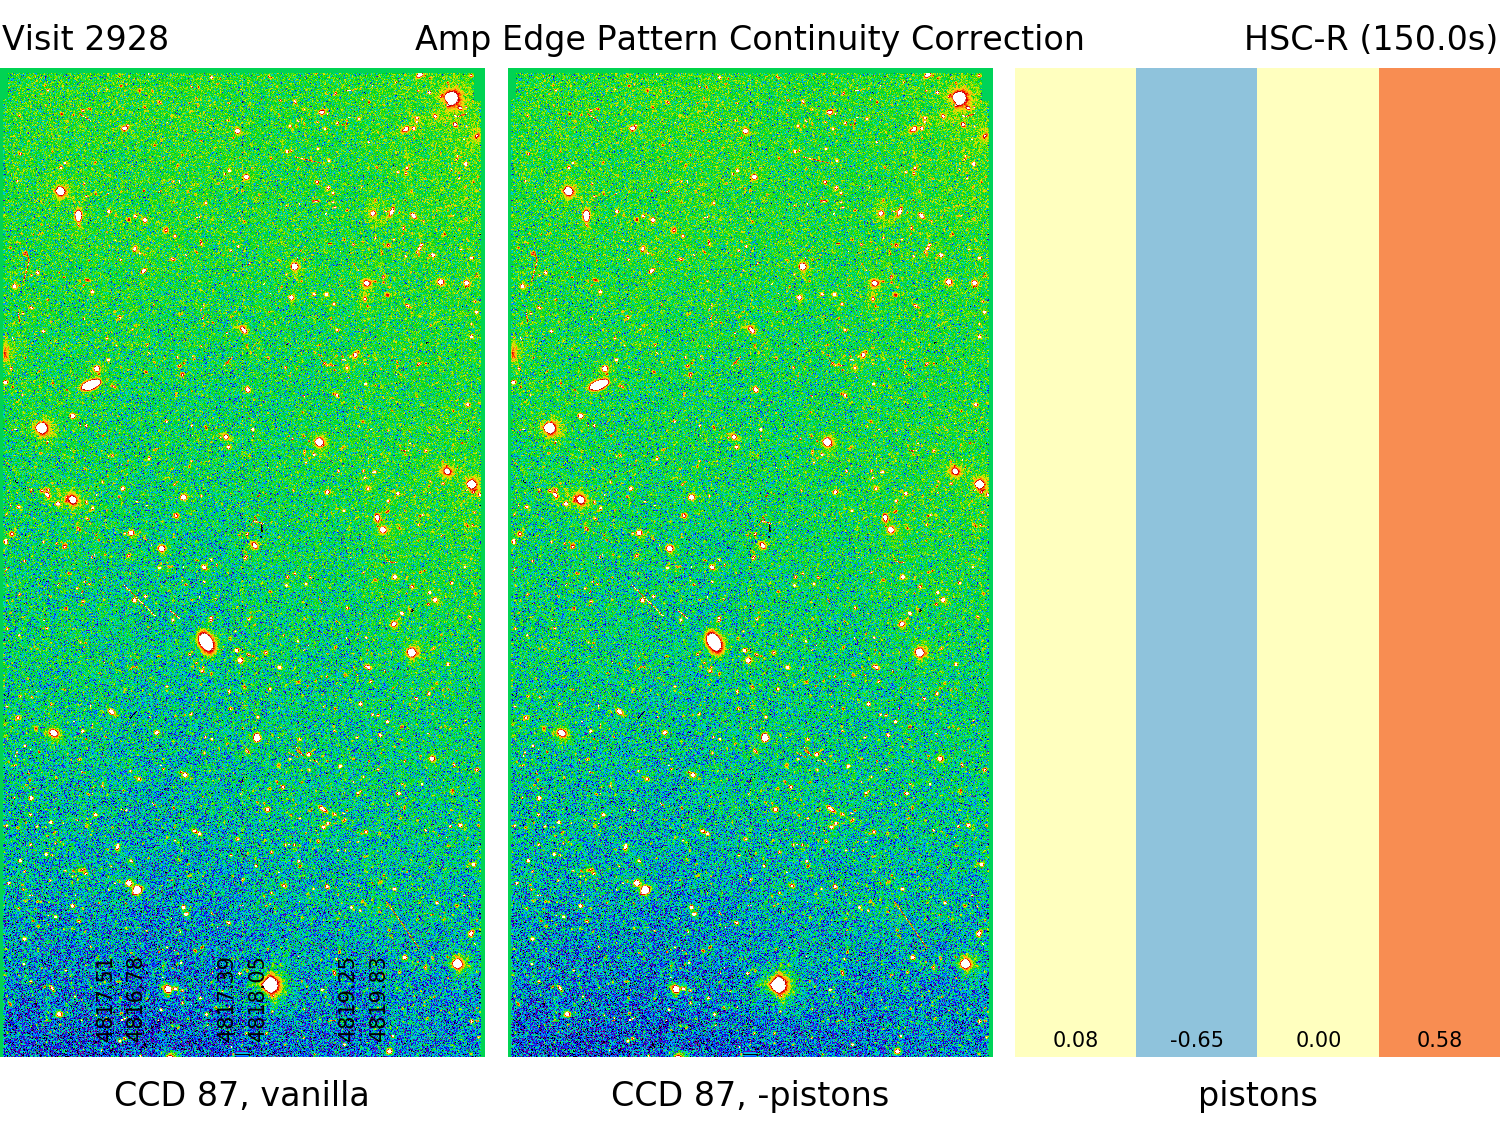 Visit 2928
Amp Edge Pattern Continuity Correction
HSC-R (150.0s)
4817.51
4816.78
4817.39
4818.05
4819.25
4819.83
0.08
-0.65
0.00
0.58
CCD 87, vanilla
CCD 87, -pistons
pistons